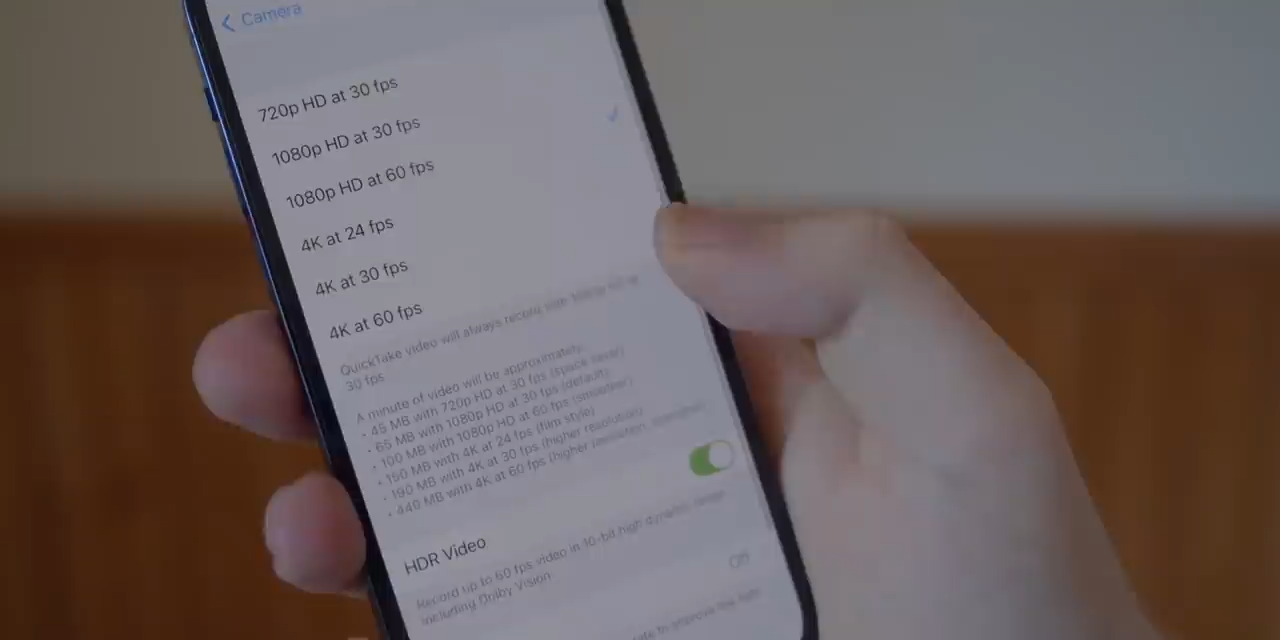 Camera
720p HD at 30 fps
1080p HD at 30 fps
1080p HD at 60 fps
4K at 24 fps
4K at 30 fps
4K at 60 fps
QuickTake video will always record
30 fps
A minute of video will be approximately:
• 45 MB with 720p HD at 30 fps (space saver)
• 65 MB with 1080p HD at 30 fps (default)
• 100 MB with 1080p HD at 60 fps (smoother)
• 150 MB with 4K at 24 fps (film style)
• 190 MB with 4K at 30 fps (higher resolution)
• 440 MB with 4K at 60 fps (higher resolution, smoother)
HDR Video
Record up to 60 fps video in 10-bit high dynamic range
including Dolby Vision
Off
to improve the